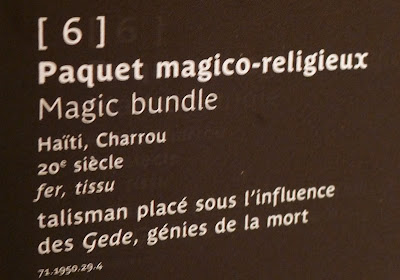 [ 6 ]
Paquet magico-religieux
Magic bundle
Haïti, Charrou
20e siècle
fer, tissu
talisman placé sous l'influence
des Gede, génies de la mort
71.1950.29.4